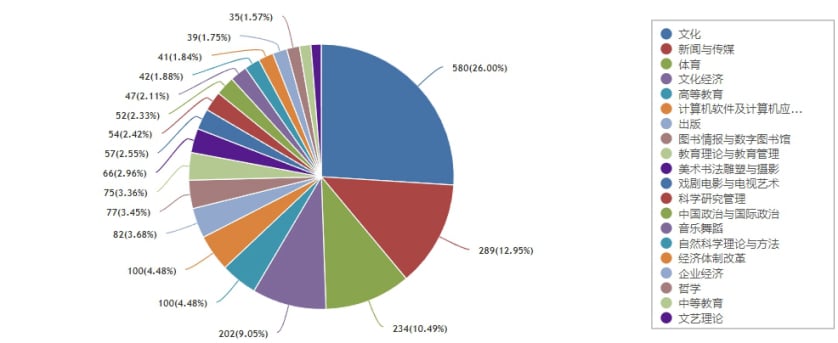 35(1.57%)
39(1.75%)
41(1.84%)
42(1.88%)
47(2.11%)
52(2.33%)
54(2.42%)
57(2.55%)
66(2.96%)
75(3.36%)
77(3.45%)
82(3.68%)
100(4.48%)
100(4.48%)
202(9.05%)
234(10.49%)
289(12.95%)
580(26.00%)
文化
新闻与传媒
体育
文化经济
高等教育
计算机软件及计算机应...
出版
图书情报与数字图书馆
教育理论与教育管理
美术书法雕塑与摄影
戏剧电影与电视艺术
科学研究管理
中国政治与国际政治
音乐舞蹈
自然科学理论与方法
经济体制改革
企业经济
哲学
中等教育
文艺理论